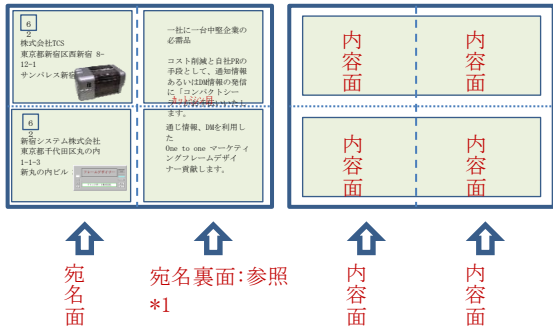 6
2
株式会社TCS
東京都新宿区西新宿 8-
12-1
サンパレス新宿
一社に一台中堅企業の
必需品
コスト削減と自社PRの
手段として、通知情報
あるいはDM情報の発信
に「コンパクトシー
します。
6
2
新宿システム株式会社
東京都千代田区丸の内
1-1-3
新丸の内ビル
通じ情報、DMを利用し
た
One to one マーケティ
ングフレームデザイ
ナー貢献します。
内容面
内容面
内容面
内容面
宛名面
宛名裏面:参照
*1
内容面
内容面